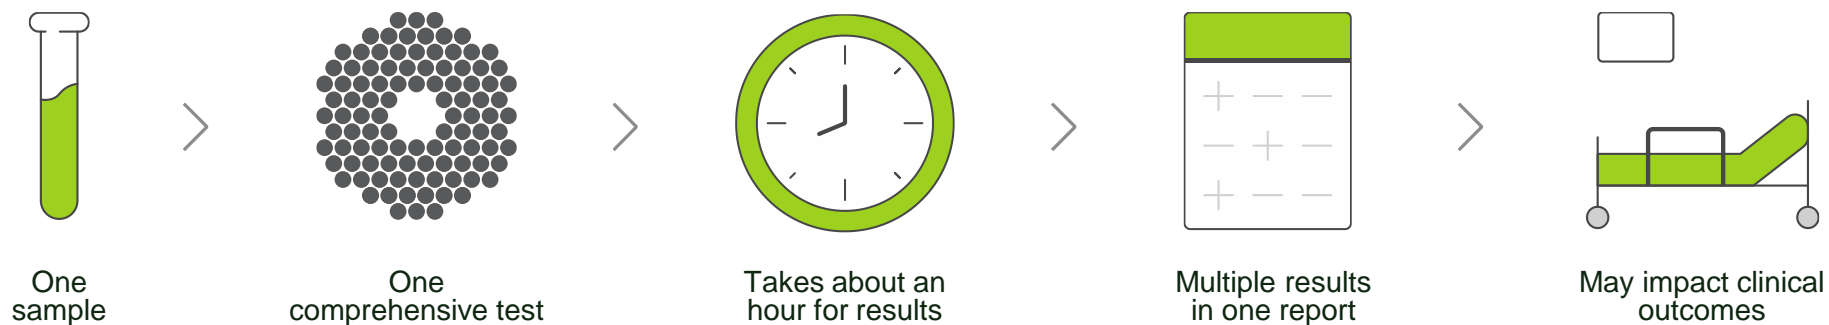 One
sample
One
comprehensive test
Takes about an
hour for results
Multiple results
in one report
May impact clinical
outcomes